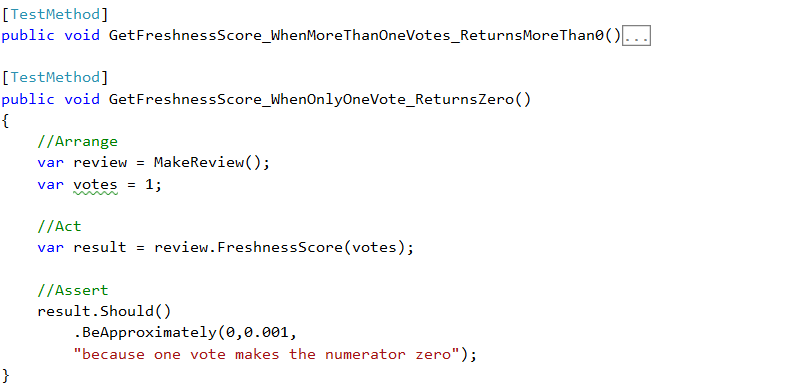 [TestMethod]
public void GetFreshnessScore_WhenMoreThanOneVotes_ReturnsMoreThan0()...
[TestMethod]
public void GetFreshnessScore_WhenOnlyOneVote_ReturnsZero()
{
    //Arrange
    var review = MakeReview();
    var votes = 1;
    //Act
    var result = review.FreshnessScore(votes);
    //Assert
    result.Should()
        .BeApproximately(0,0.001,
        "because one vote makes the numerator zero");
}